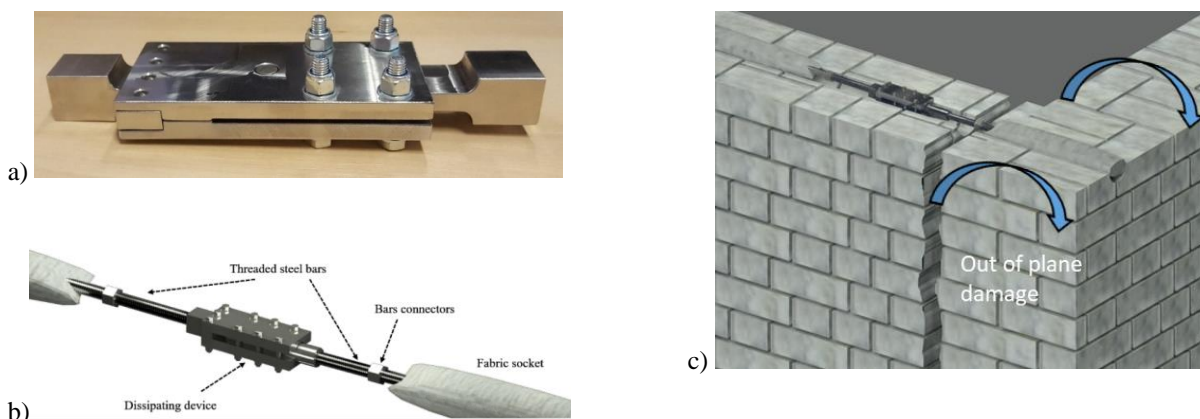 a)
Threaded steel bars
Bars connectors
Fabric socket
Dissipating device
b)
Out of plane
damage
c)